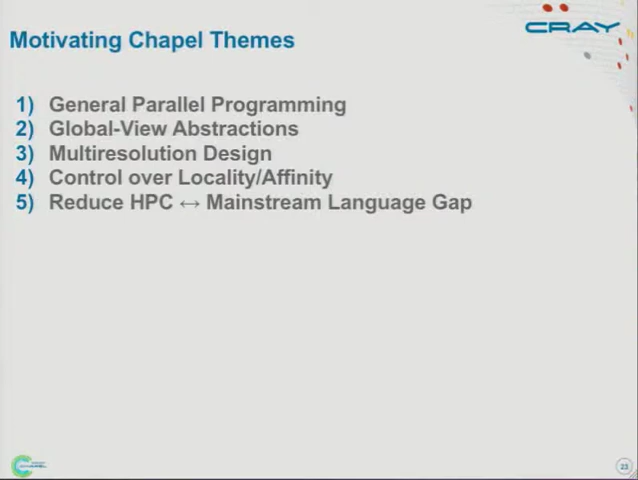 CRAY
Motivating Chapel Themes
1) General Parallel Programming
2) Global-View Abstractions
3) Multiresolution Design
4) Control over Locality/Affinity
5) Reduce HPC ↔ Mainstream Language Gap
23